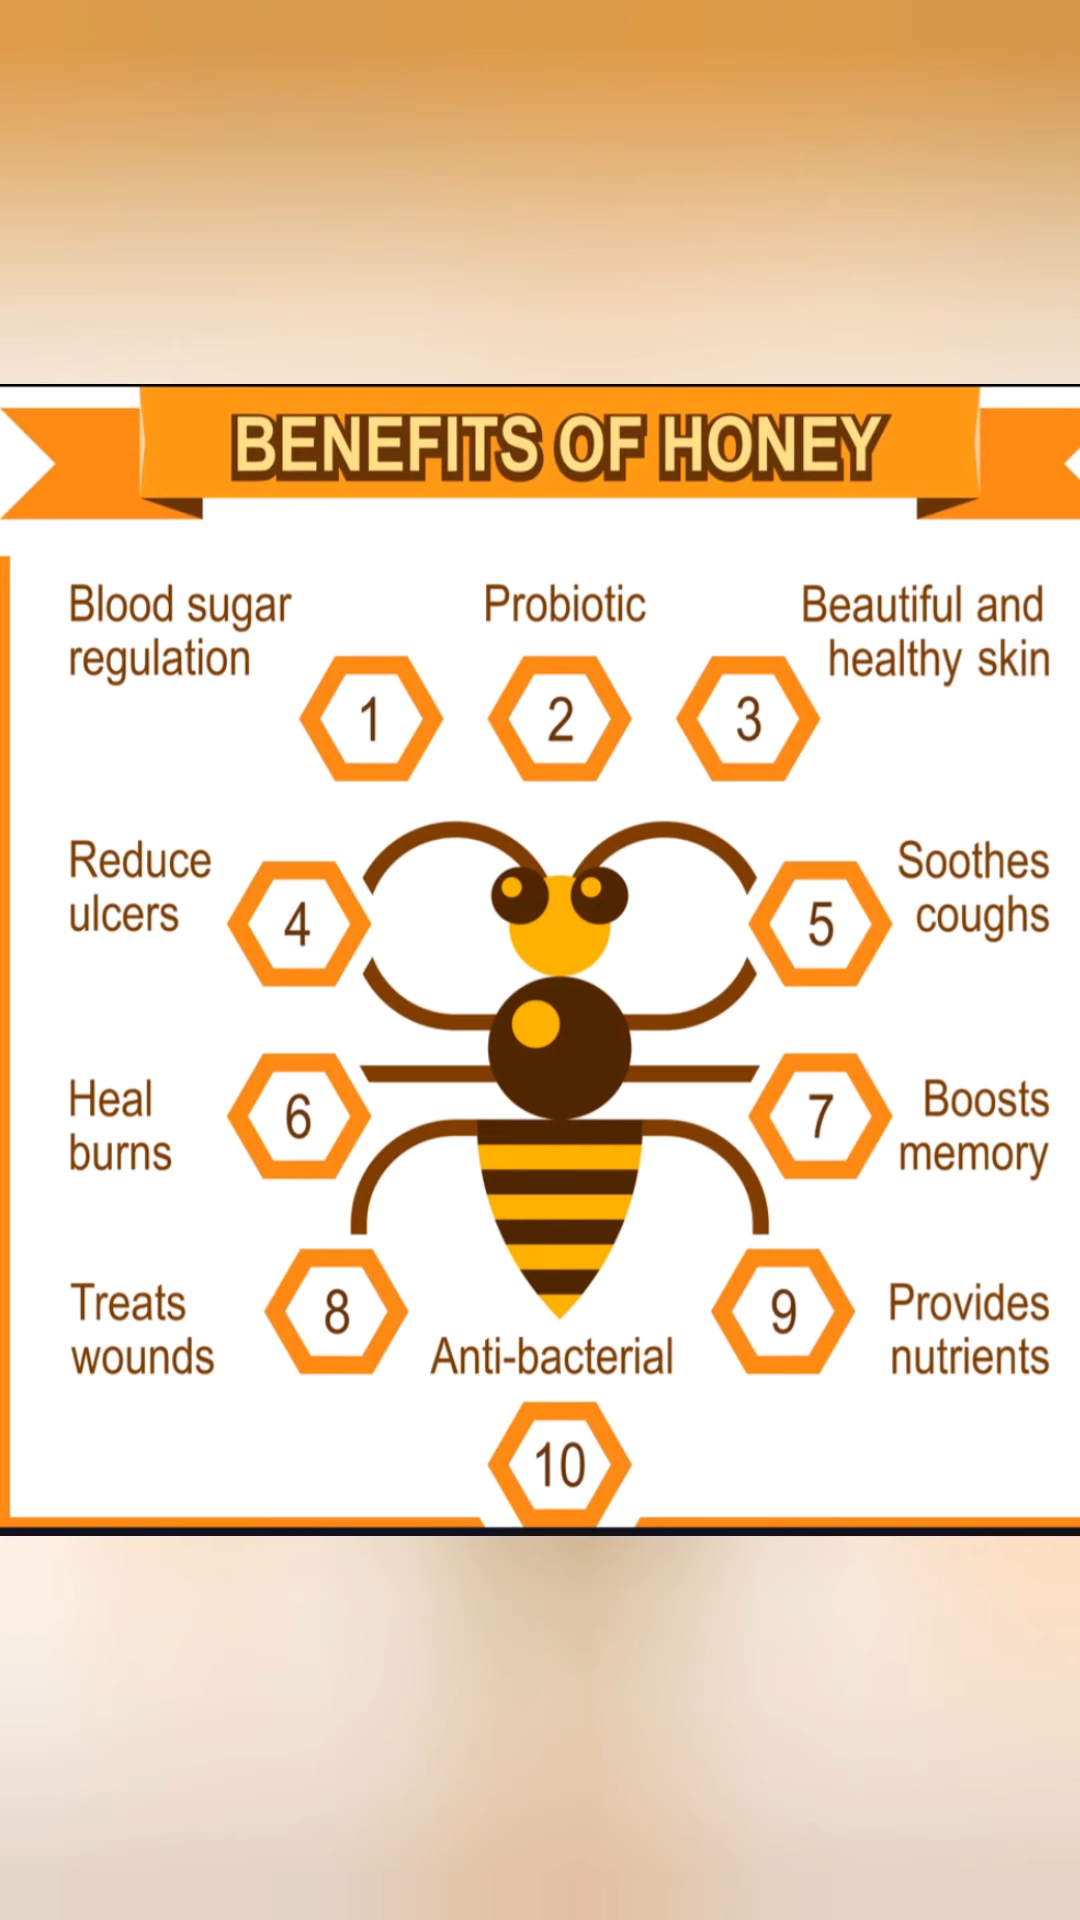 BENEFITS OF HONEY
Blood sugar
regulation
1
Probiotic
2
Beautiful and
healthy skin
3
Reduce
ulcers
4
Soothes
coughs
5
Heal
burns
6
Boosts
memory
7
Treats
wounds
8
Provides
nutrients
9
Anti-bacterial
10